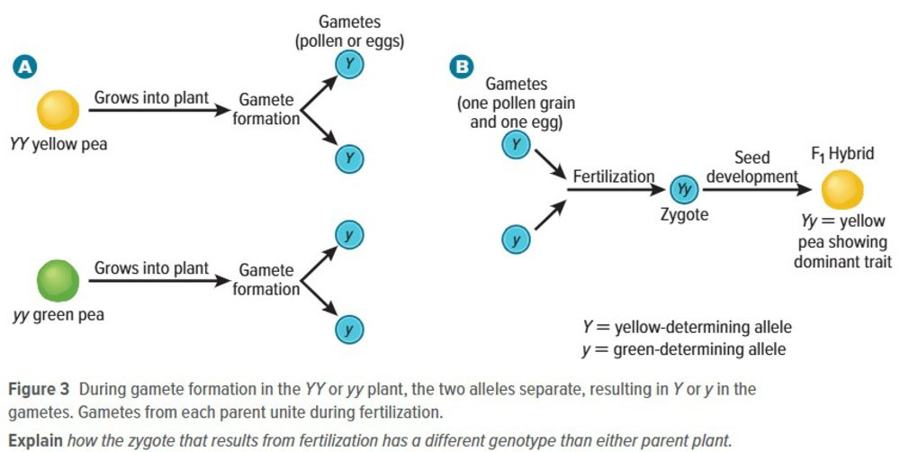 A
Gametes
(pollen or eggs)
Y
Grows into plant
Gamete
formation
YY yellow pea
Y
y
Grows into plant
Gamete
formation
yy green pea
y
B
Gametes
(one pollen grain
and one egg)
Y
Fertilization
Yy
Seed
development
F₁ Hybrid
Zygote
y
Yy = yellow
pea showing
dominant trait
Y = yellow-determining allele
y = green-determining allele
Figure 3 During gamete formation in the YY or yy plant, the two alleles separate, resulting in Y or y in the
gametes. Gametes from each parent unite during fertilization.
Explain how the zygote that results from fertilization has a different genotype than either parent plant.